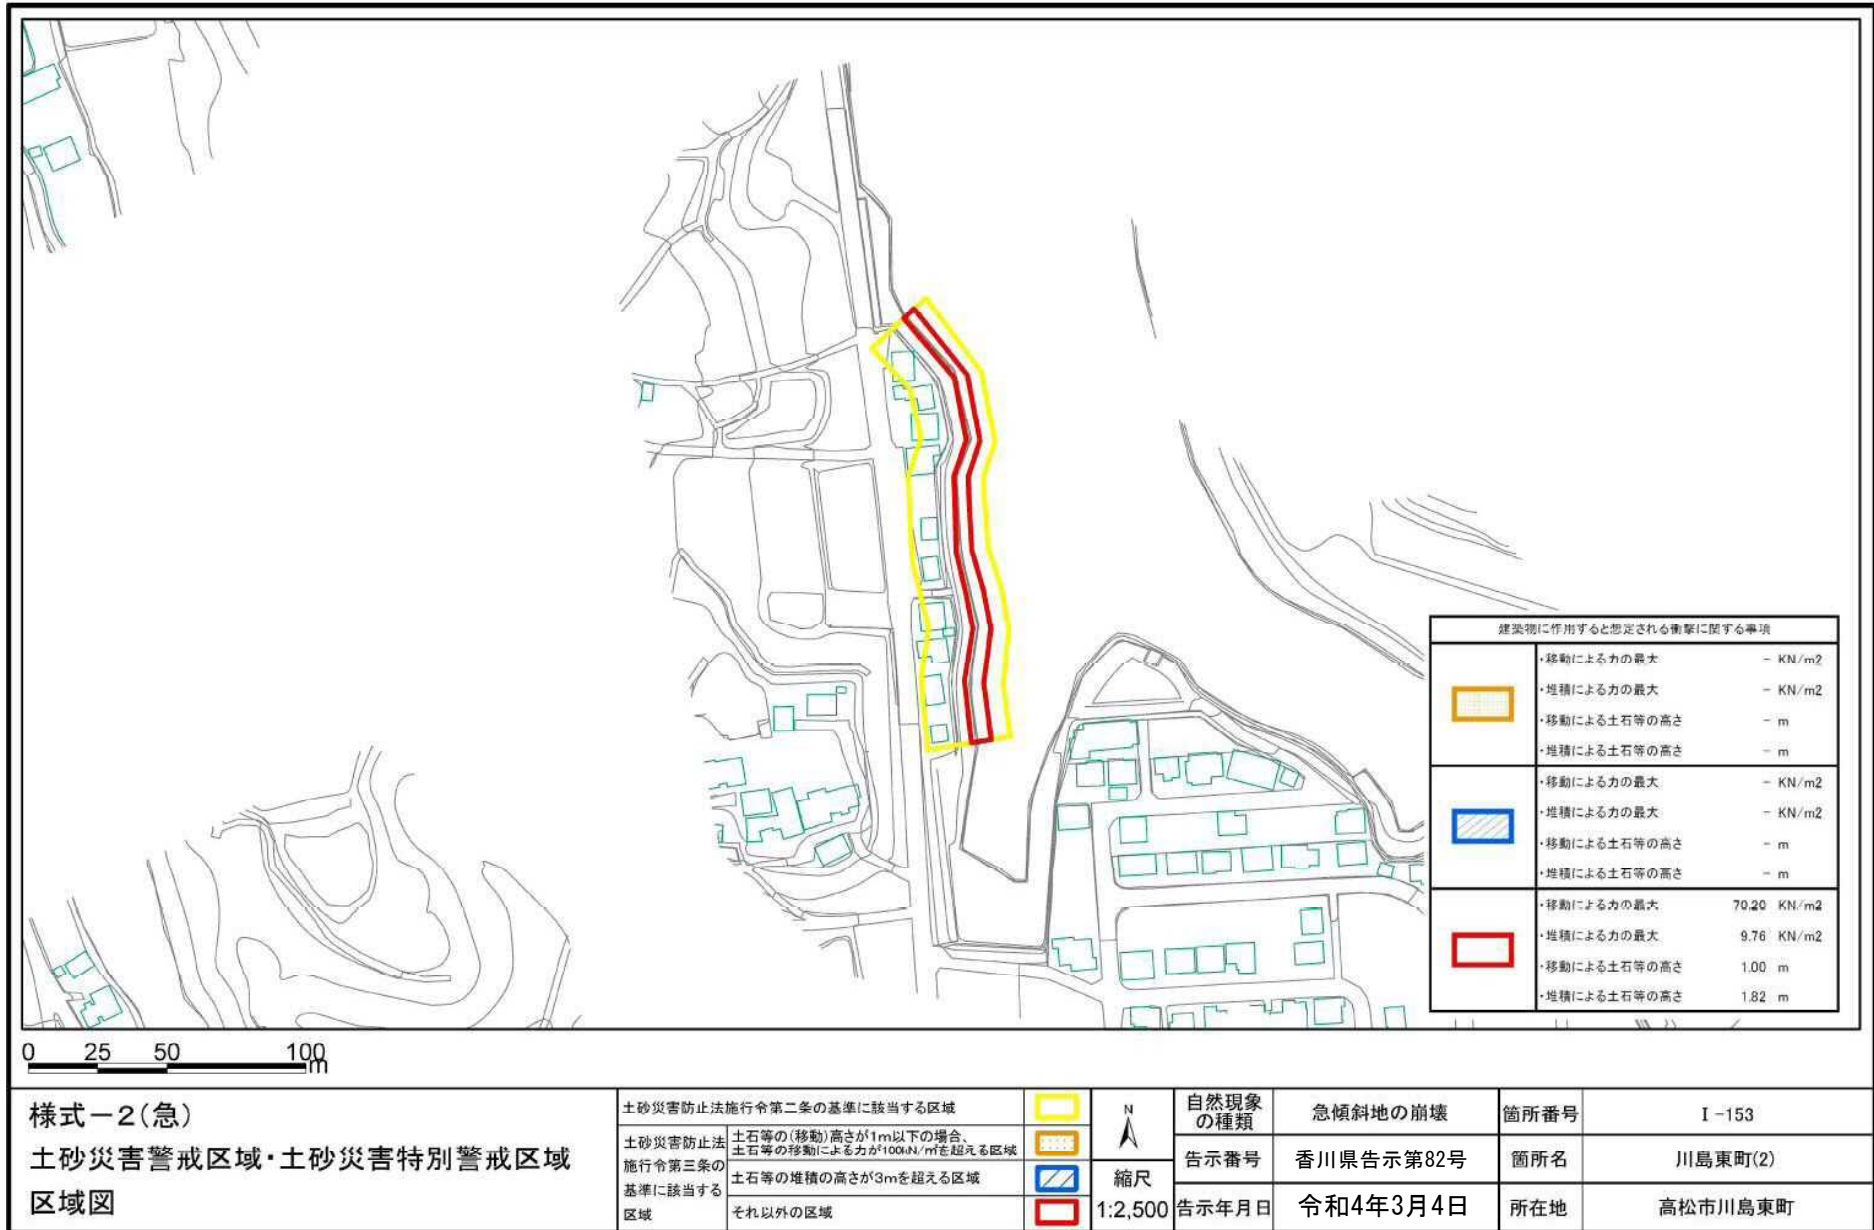 建築物に作用すると想定される衝撃に関する事項
・移動による力の最大 － KN/m2
・堆積による力の最大 － KN/m2
・移動による土石等の高さ － m
・堆積による土石等の高さ － m
・移動による力の最大 － KN/m2
・堆積による力の最大 － KN/m2
・移動による土石等の高さ － m
・堆積による土石等の高さ － m
・移動による力の最大 70.20 KN/m2
・堆積による力の最大 9.76 KN/m2
・移動による土石等の高さ 1.00 m
・堆積による土石等の高さ 1.82 m
0 25 50 100
m
様式－2(急)
土砂災害警戒区域・土砂災害特別警戒区域
区域図
土砂災害防止法施行令第二条の基準に該当する区域
土砂災害防止法
施行令第三条の
基準に該当する
区域
土石等の(移動)高さが1m以下の場合、
土石等の移動による力が100kN/㎡を超える区域
土石等の堆積の高さが3mを超える区域
それ以外の区域
N
縮尺
1:2,500
自然現象
の種類
急傾斜地の崩壊
箇所番号
I -153
告示番号
香川県告示第82号
箇所名
川島東町(2)
告示年月日
令和4年3月4日
所在地
高松市川島東町